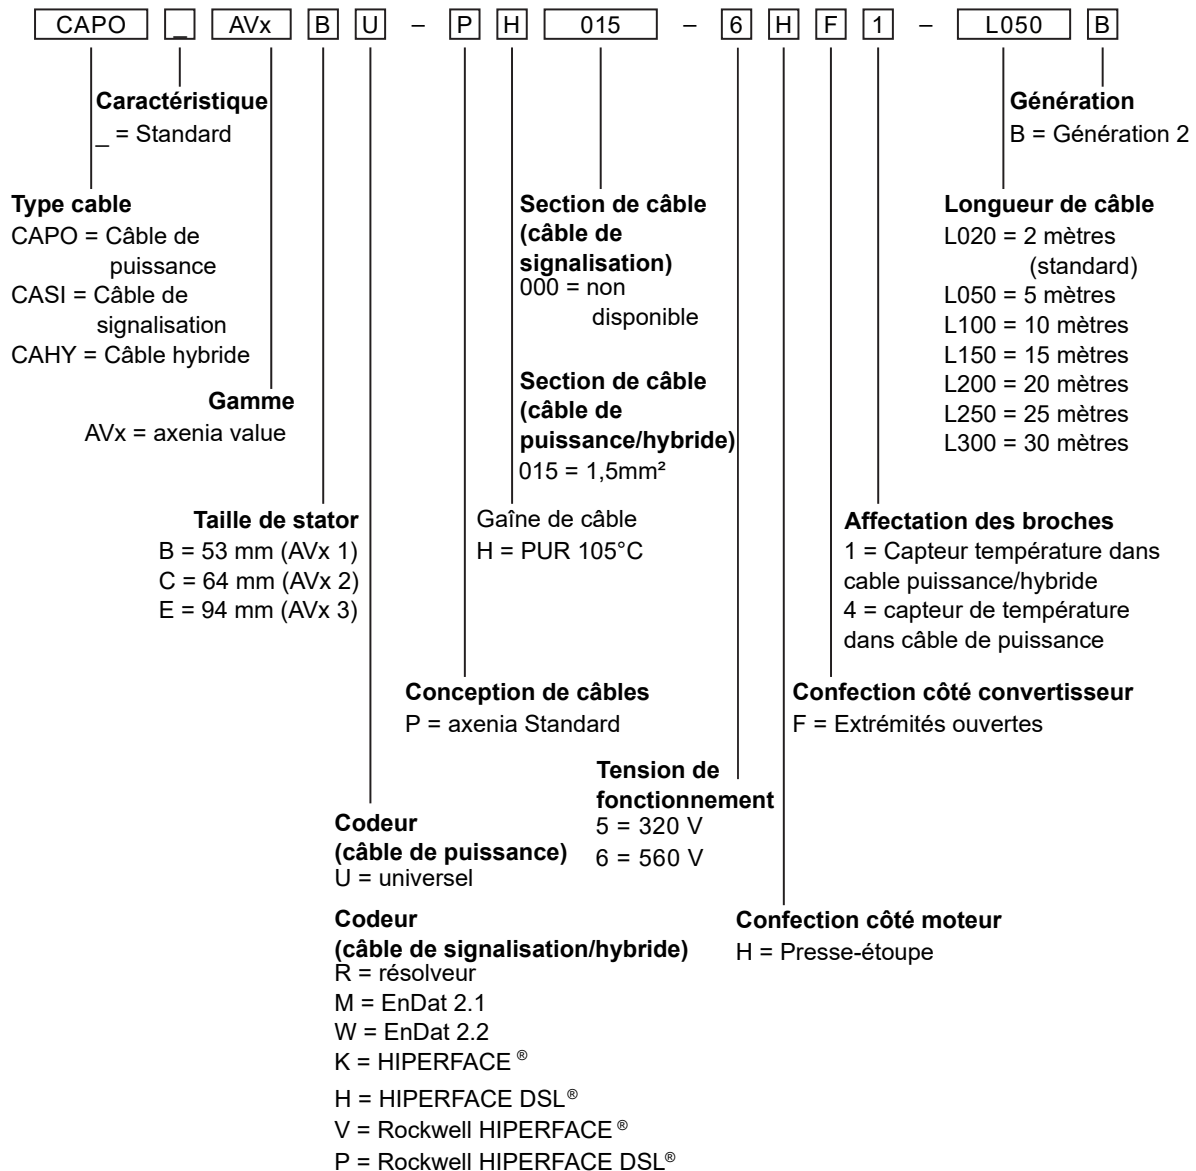 CAPO _ AVx B U – P H 015 – 6 H F 1 – L050 B
Caractéristique
_ = Standard
Génération
B = Génération 2
Type cable
CAPO = Câble de
puissance
CASI = Câble de
signalisation
CAHY = Câble hybride
Section de câble
(câble de
signalisation)
000 = non
disponible
Longueur de câble
L020 = 2 mètres
(standard)
L050 = 5 mètres
L100 = 10 mètres
L150 = 15 mètres
L200 = 20 mètres
L250 = 25 mètres
L300 = 30 mètres
Gamme
AVx = axenia value
Section de câble
(câble de
puissance/hybride)
015 = 1,5mm²
Taille de stator
B = 53 mm (AVx 1)
C = 64 mm (AVx 2)
E = 94 mm (AVx 3)
Gaîne de câble
H = PUR 105°C
Affectation des broches
1 = Capteur température dans
cable puissance/hybride
4 = capteur de température
dans câble de puissance
Conception de câbles
P = axenia Standard
Confection côté convertisseur
F = Extrémités ouvertes
Tension de
fonctionnement
5 = 320 V
6 = 560 V
Codeur
(câble de puissance)
U = universel
Codeur
(câble de signalisation/hybride)
R = résolveur
M = EnDat 2.1
W = EnDat 2.2
K = HIPERFACE ®
H = HIPERFACE DSL®
V = Rockwell HIPERFACE ®
P = Rockwell HIPERFACE DSL®
Confection côté moteur
H = Presse-étoupe